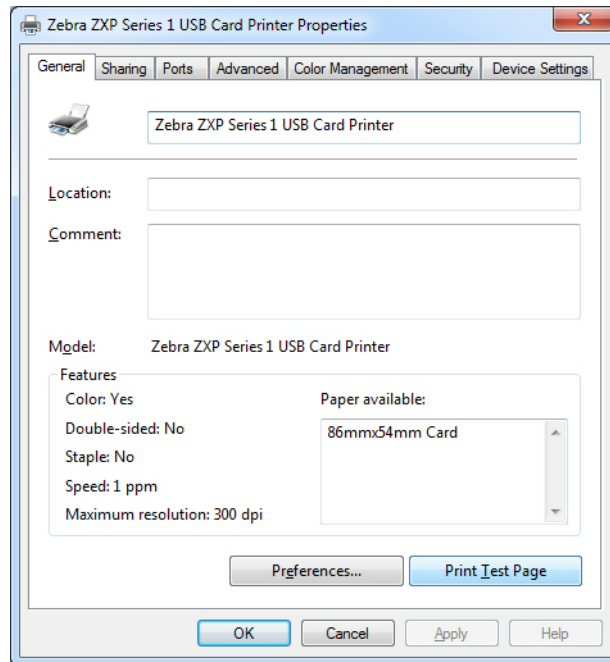 Zebra ZXP Series 1 USB Card Printer Properties
General Sharing Ports Advanced Color Management Security Device Settings
Zebra ZXP Series 1 USB Card Printer
Location:
Comment:
Model: Zebra ZXP Series 1 USB Card Printer
Features
Color: Yes
Paper available:
Double-sided: No
86mmx54mm Card
Staple: No
Speed: 1 ppm
Maximum resolution: 300 dpi
Preferences... Print Test Page
OK Cancel Apply Help